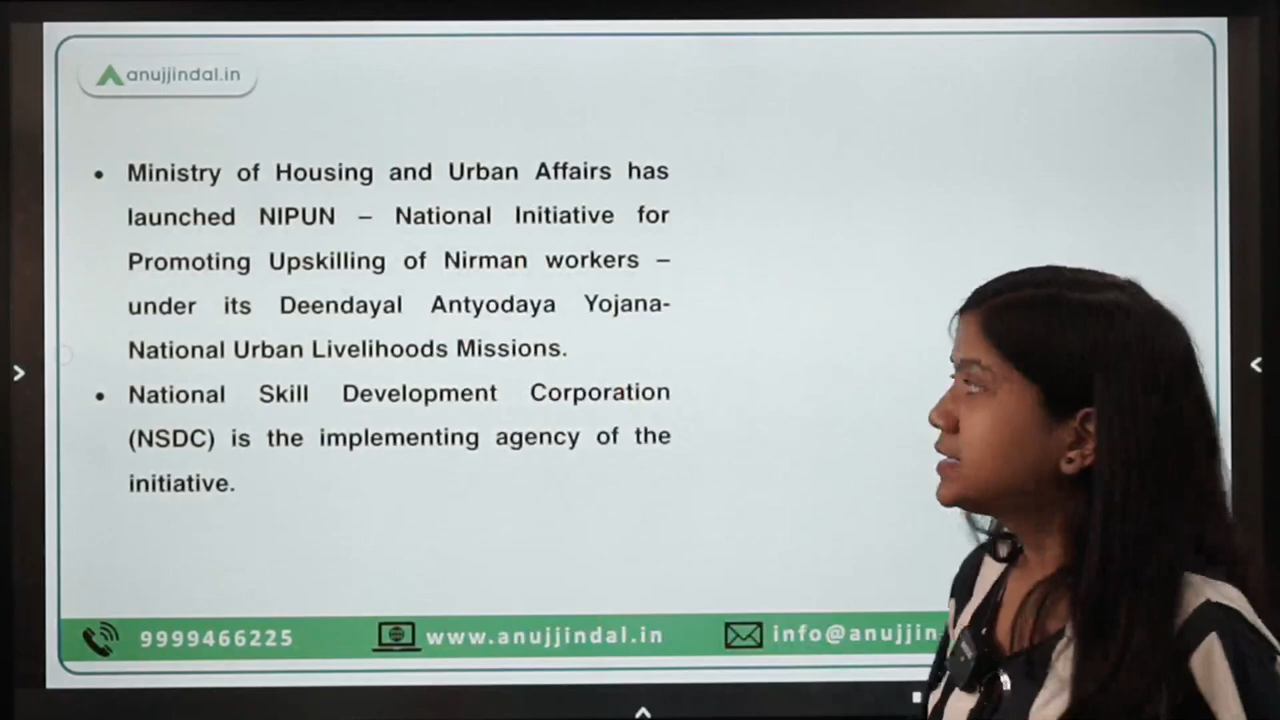 anujjindal.in
• Ministry of Housing and Urban Affairs has
launched NIPUN – National Initiative for
Promoting Upskilling of Nirman workers –
under its Deendayal Antyodaya Yojana-
National Urban Livelihoods Missions.
• National Skill Development Corporation
(NSDC) is the implementing agency of the
initiative.
9999466225 www.anujjindal.in info@anujjin